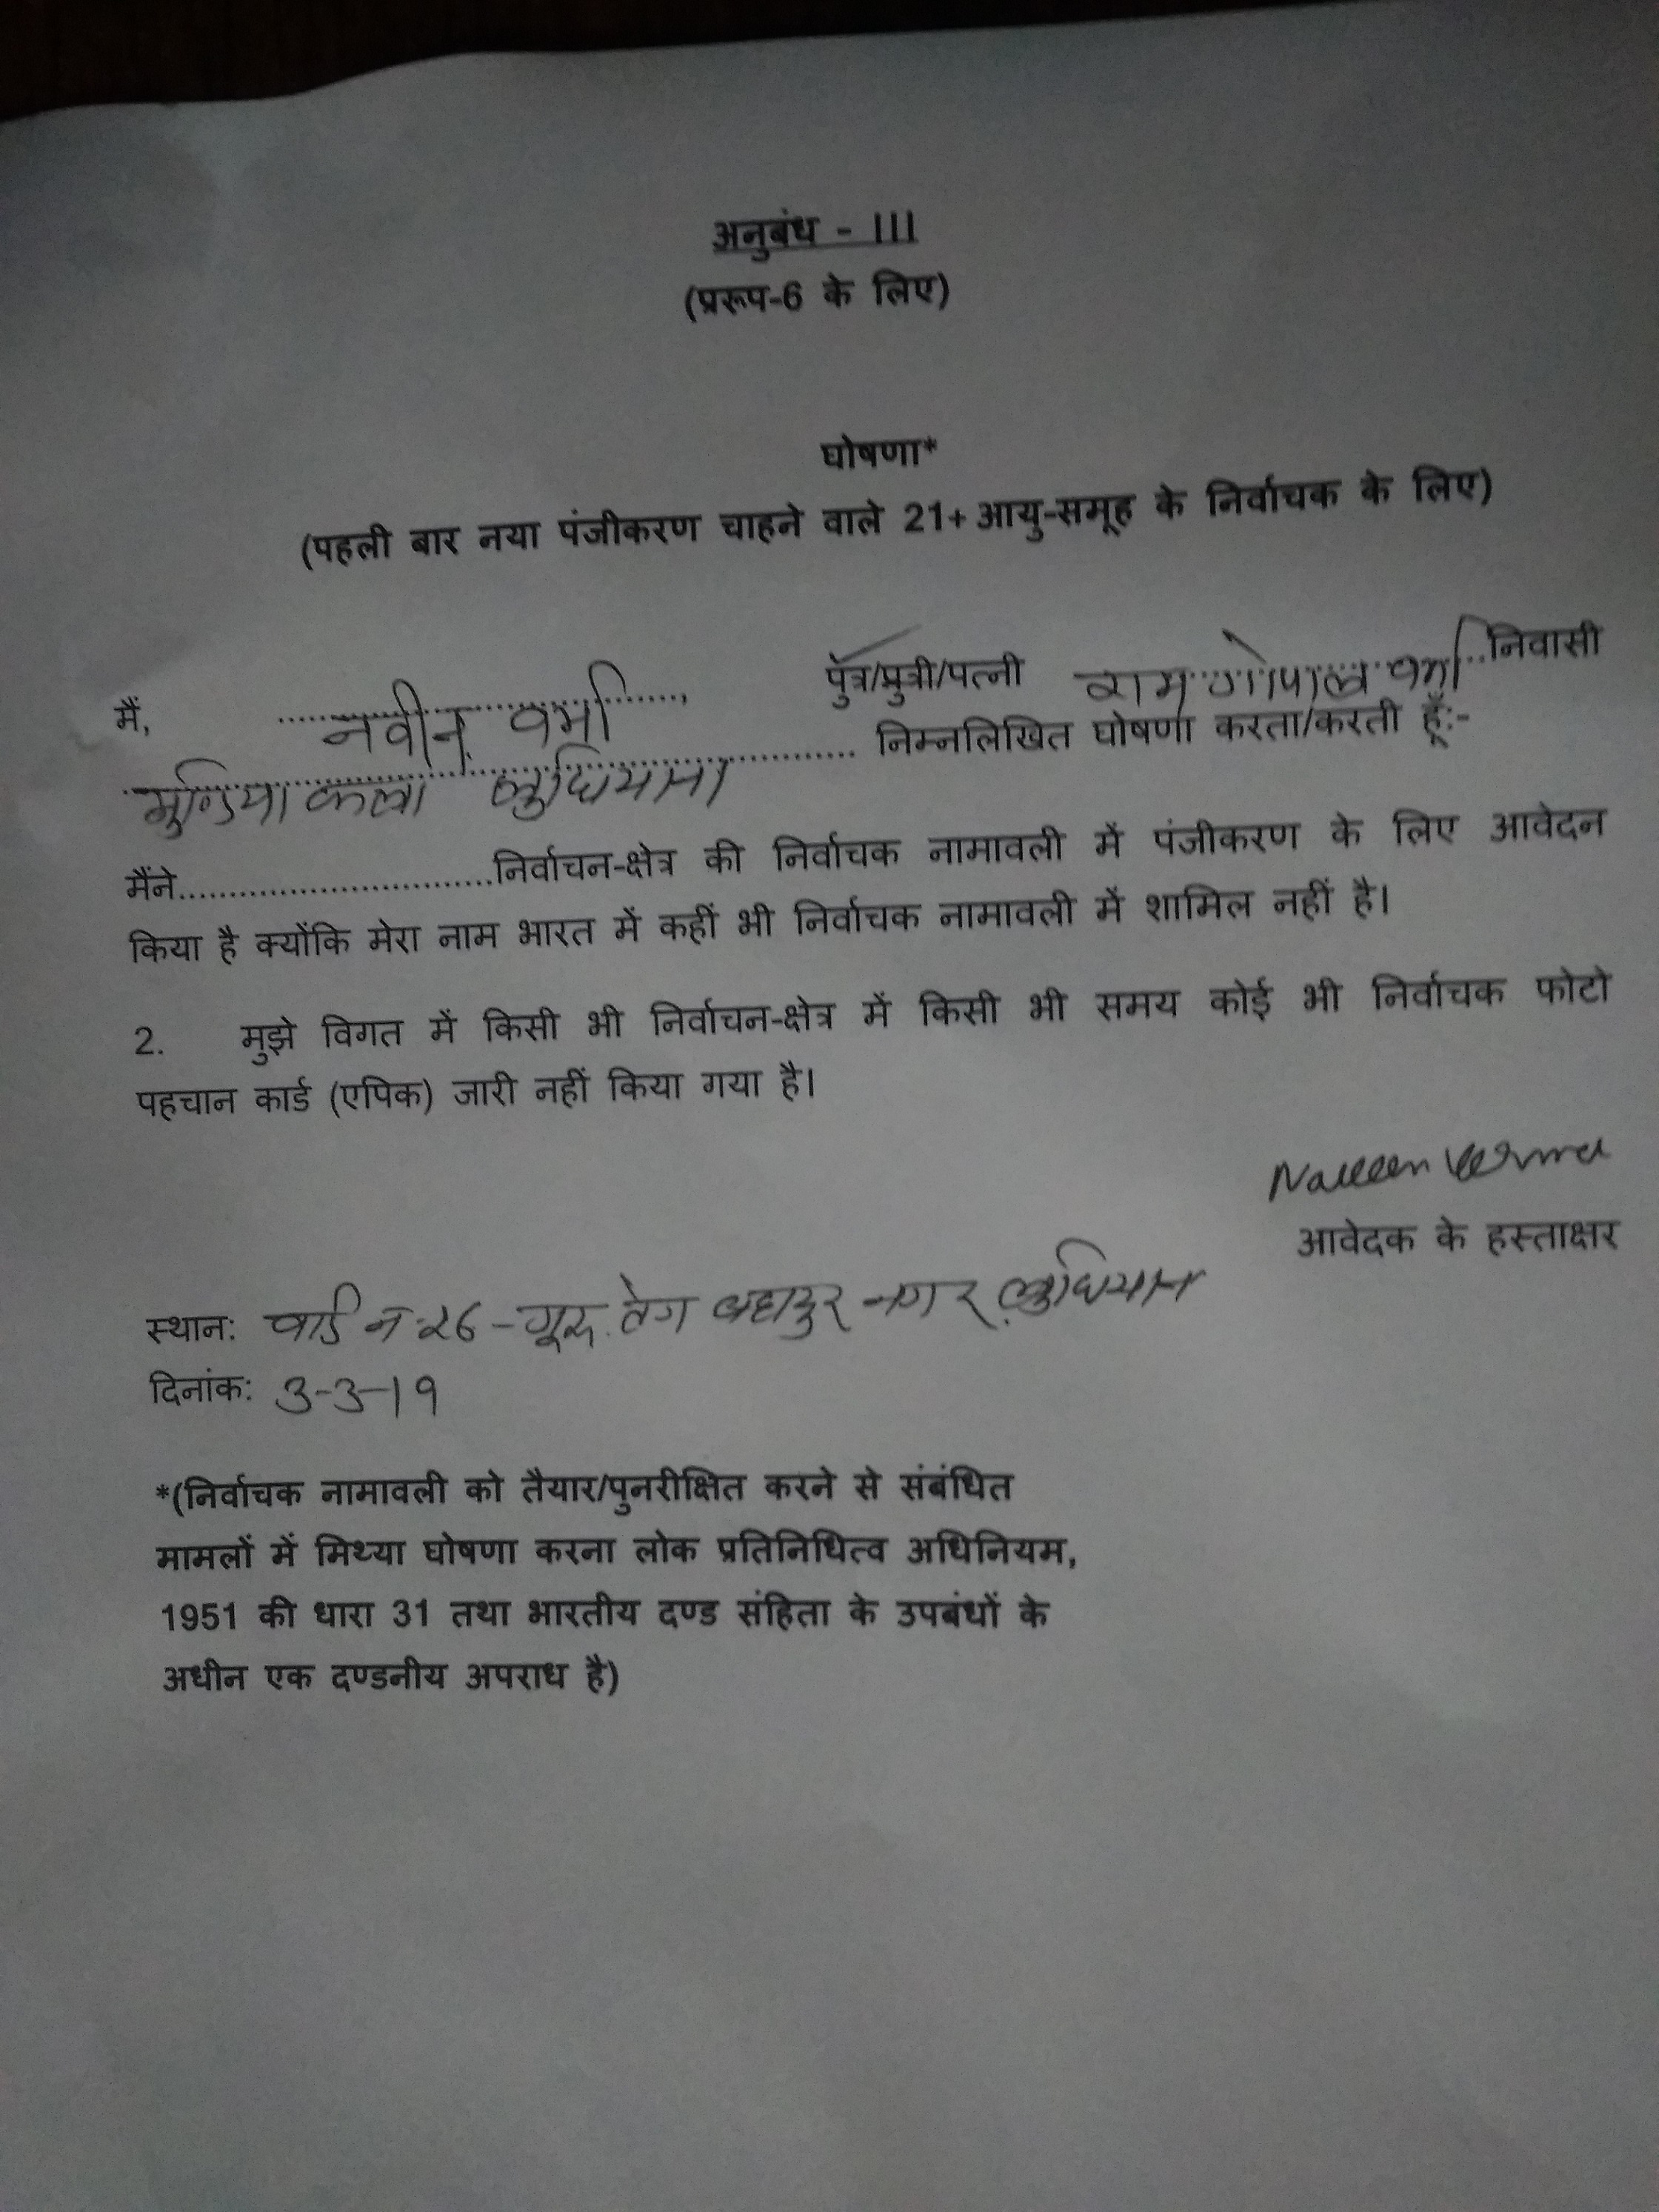 अनुबंध - III
(प्ररूप-6 के लिए)
घोषणा*
(पहली बार नया पंजीकरण चाहने वाले 21+ आयु-समूह के निर्वाचक के लिए)
मैं, नवीन वर्मा पुत्र/पुत्री/पत्नी राम गोपाल वर्मा निवासी
मुण्डिया कला लुधियाना निम्नलिखित घोषणा करता/करती हूँ:-
मैंने..............................निर्वाचन-क्षेत्र की निर्वाचक नामावली में पंजीकरण के लिए आवेदन
किया है क्योंकि मेरा नाम भारत में कहीं भी निर्वाचक नामावली में शामिल नहीं है।
2. मुझे विगत में किसी भी निर्वाचन-क्षेत्र में किसी भी समय कोई भी निर्वाचक फोटो
पहचान कार्ड (एपिक) जारी नहीं किया गया है।
Naveen Verma
आवेदक के हस्ताक्षर
स्थान: वार्ड न. 26 - गुरू तेग बहादुर नगर, लुधियाना
दिनांक: 3-3-19
*(निर्वाचक नामावली को तैयार/पुनरीक्षित करने से संबंधित
मामलों में मिथ्या घोषणा करना लोक प्रतिनिधित्व अधिनियम,
1951 की धारा 31 तथा भारतीय दण्ड संहिता के उपबंधों के
अधीन एक दण्डनीय अपराध है)